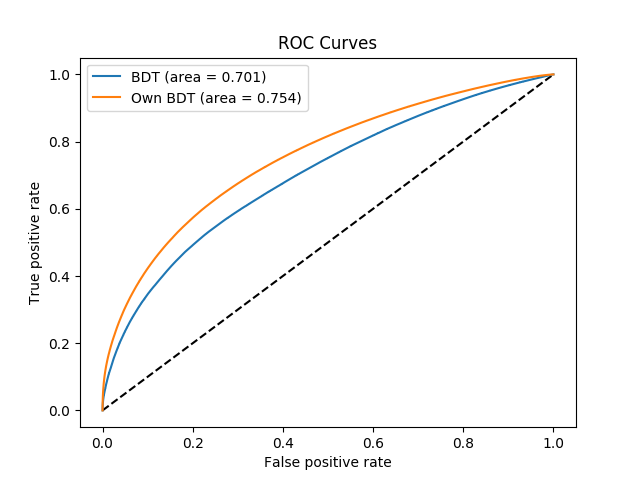 ROC Curves
BDT (area = 0.701)
Own BDT (area = 0.754)
True positive rate
1.0
0.8
0.6
0.4
0.2
0.0
0.0 0.2 0.4 0.6 0.8 1.0
False positive rate